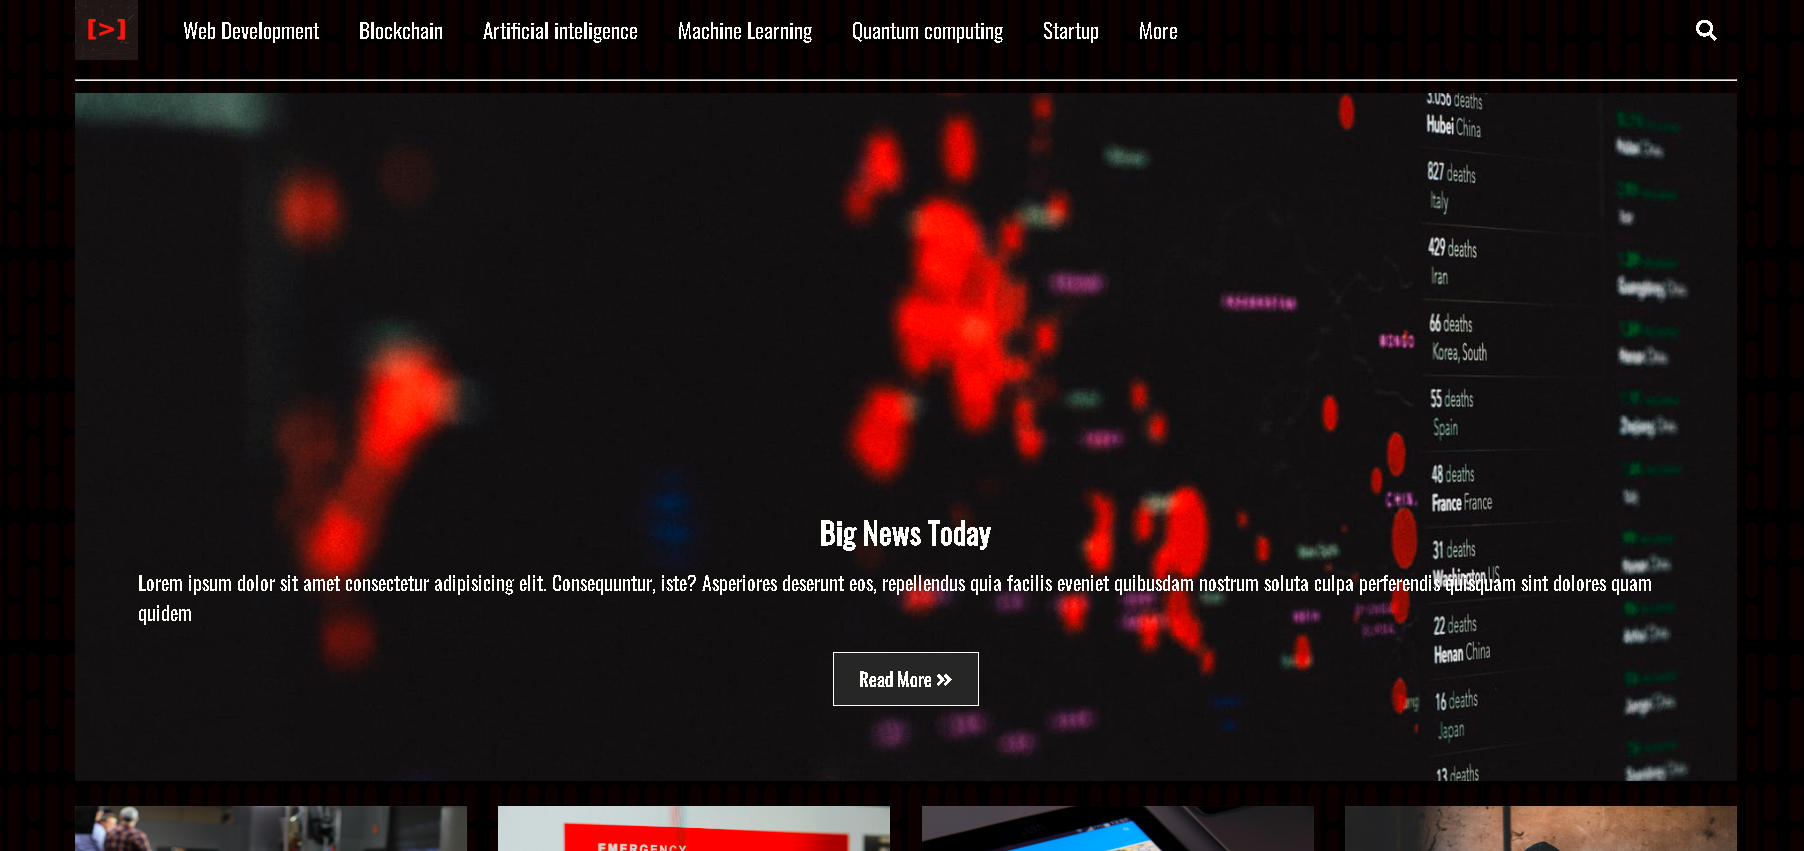 [>]
Web Development
Blockchain
Artificial inteligence
Machine Learning
Quantum computing
Startup
More
3.056 deaths
Hubei China
827 deaths
Italy
429 deaths
Iran
66 deaths
Korea, South
55 deaths
Spain
48 deaths
France France
31 deaths
Washington US
22 deaths
Henan China
16 deaths
Japan
13 deaths
Big News Today
Lorem ipsum dolor sit amet consectetur adipisicing elit. Consequuntur, iste? Asperiores deserunt eos, repellendus quia facilis eveniet quibusdam nostrum soluta culpa perferendis quisquam sint dolores quam
quidem
Read More »
EMERGENCY